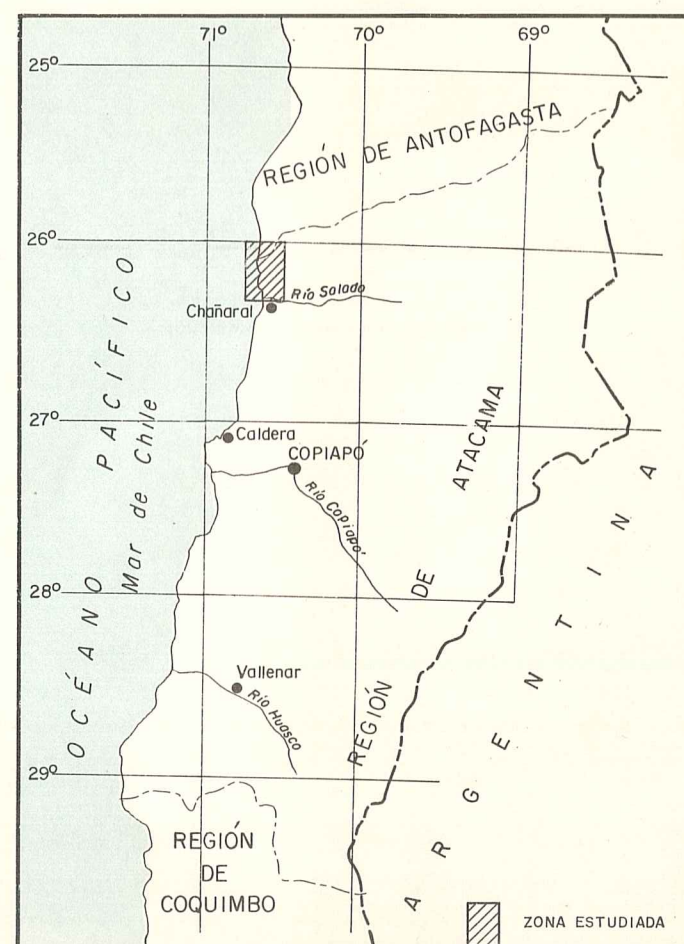 71° 70° 69°
25°
REGIÓN DE ANTOFAGASTA
26°
Río Salado
Chañaral
OCÉANO PACÍFICO
Mar de Chile
27°
Caldera
COPIAPÓ
Río Copiapó
REGIÓN DE ATACAMA
28°
Vallenar
Río Huasco
ARGENTINA
29°
REGIÓN
DE
COQUIMBO
ZONA ESTUDIADA